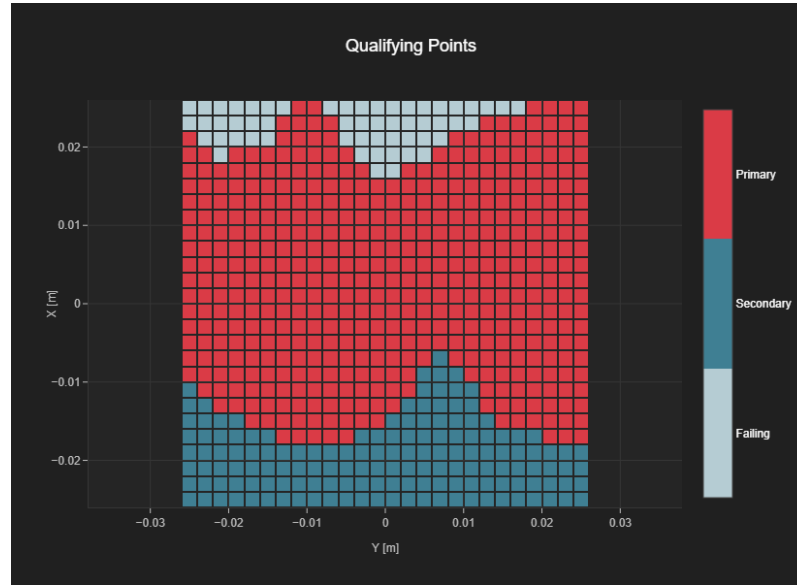 Qualifying Points
0.02
0.01
0
−0.01
−0.02
X [m]
−0.03
−0.02
−0.01
0
0.01
0.02
0.03
Y [m]
Primary
Secondary
Failing